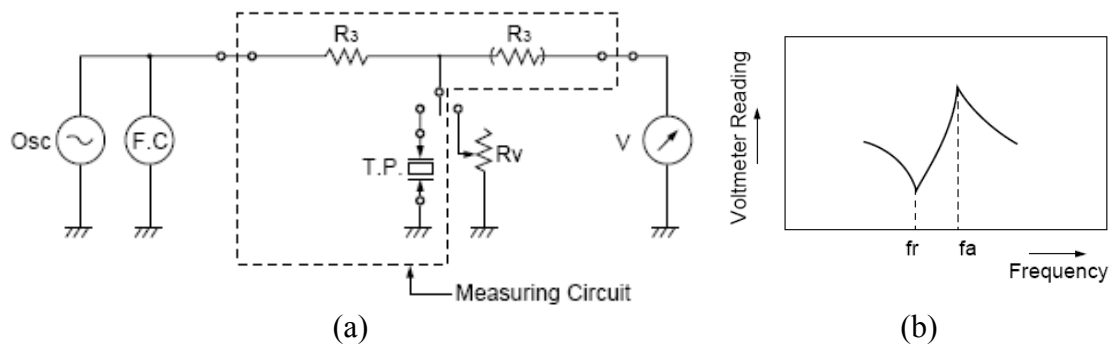 R3
(R3)
Osc
F.C
T.P.
Rv
V
Measuring Circuit
(a)
Voltmeter Reading
fr
fa
Frequency
(b)